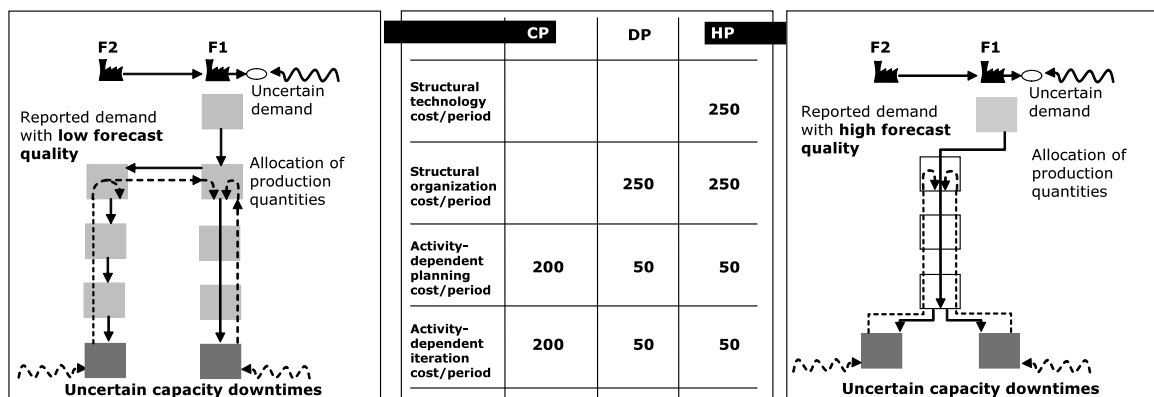 F2 F1
Uncertain
demand
Reported demand
with low forecast
quality
Allocation of
production
quantities
Uncertain capacity downtimes
CP DP HP
Structural
technology
cost/period
250
Structural
organization
cost/period
250 250
Activity-
dependent
planning
cost/period
200 50 50
Activity-
dependent
iteration
cost/period
200 50 50
F2 F1
Uncertain
demand
Reported demand
with high forecast
quality
Allocation of
production
quantities
Uncertain capacity downtimes